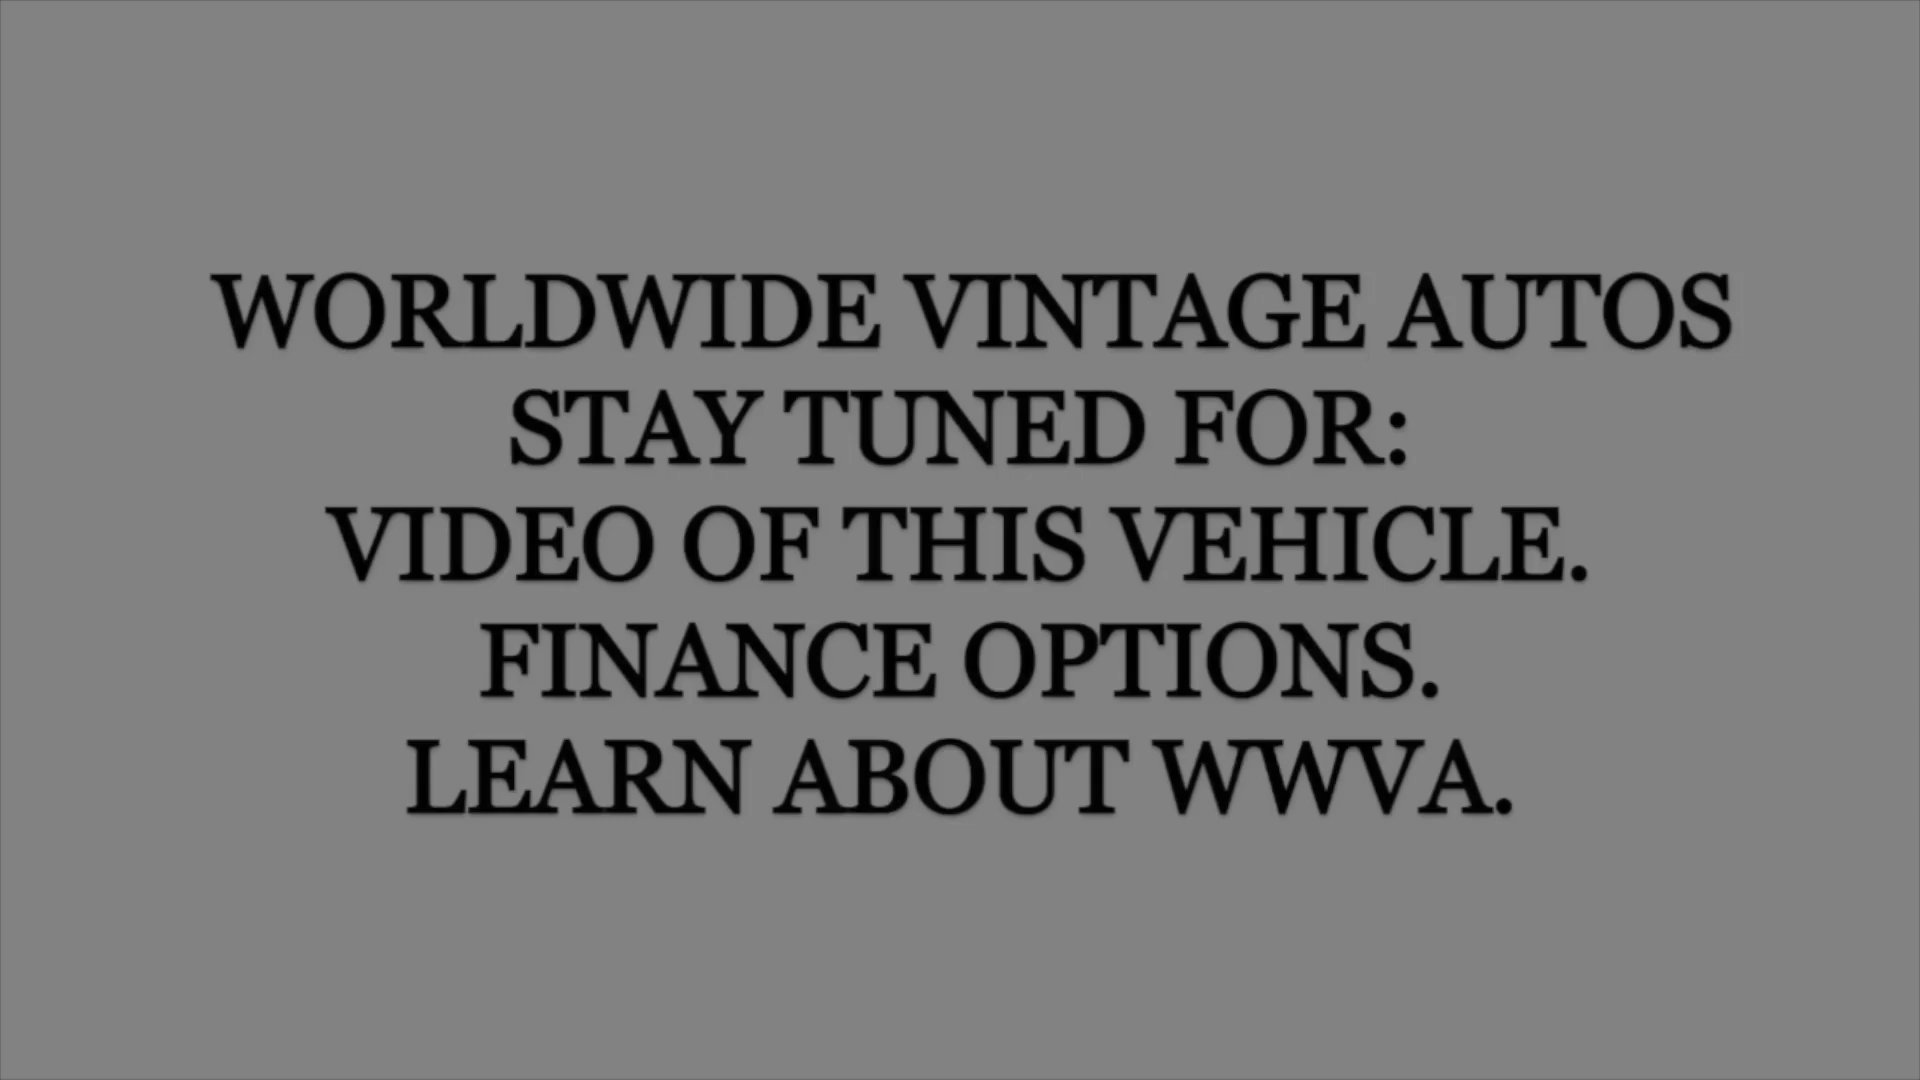 WORLDWIDE VINTAGE AUTOS
STAY TUNED FOR:
VIDEO OF THIS VEHICLE.
FINANCE OPTIONS.
LEARN ABOUT WWVA.